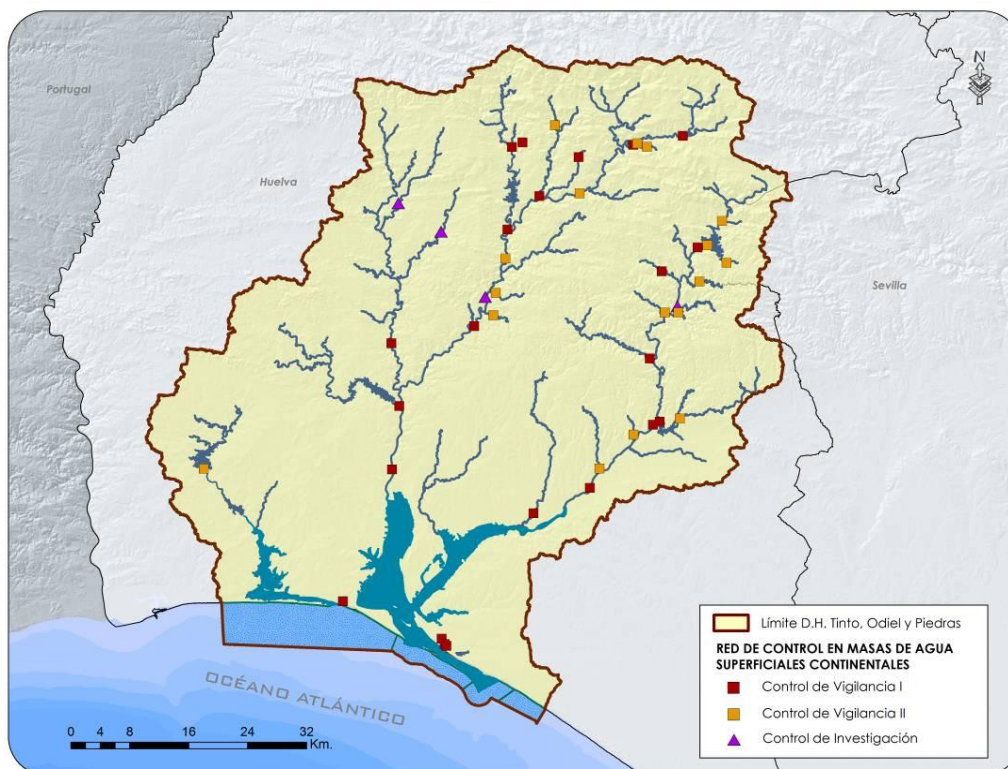 Portugal
N
Huelva
Sevilla
OCÉANO ATLÁNTICO
0 4 8 16 24 32
Km.
Límite D.H. Tinto, Odiel y Piedras
RED DE CONTROL EN MASAS DE AGUA
SUPERFICIALES CONTINENTALES
Control de Vigilancia I
Control de Vigilancia II
Control de Investigación